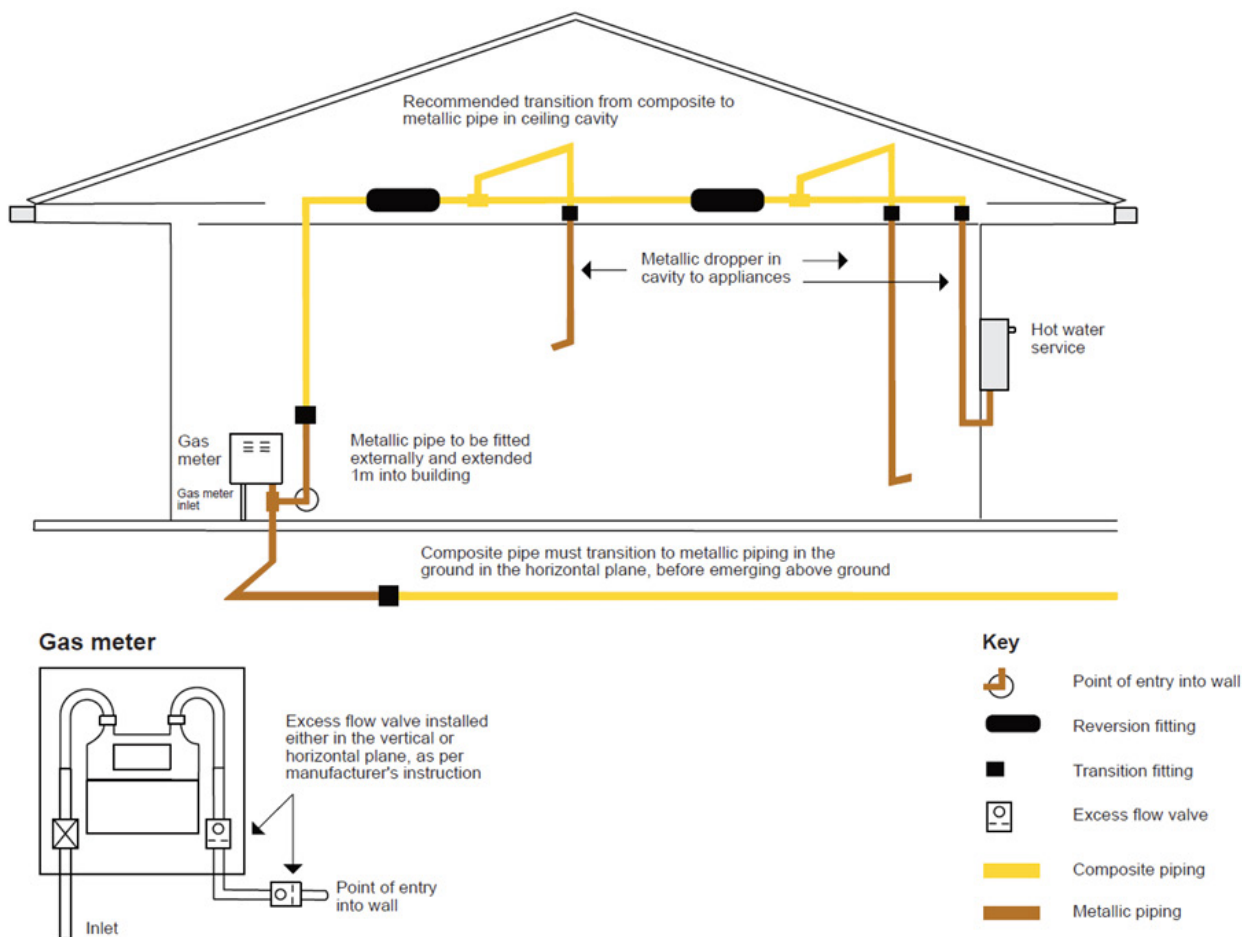 Recommended transition from composite to
metallic pipe in ceiling cavity
Metallic dropper in
cavity to appliances
Hot water
service
Gas
meter
Gas meter
inlet
Metallic pipe to be fitted
externally and extended
1m into building
Composite pipe must transition to metallic piping in the
ground in the horizontal plane, before emerging above ground
Gas meter
Excess flow valve installed
either in the vertical or
horizontal plane, as per
manufacturer's instruction
Point of entry
into wall
Inlet
Key
Point of entry into wall
Reversion fitting
Transition fitting
Excess flow valve
Composite piping
Metallic piping